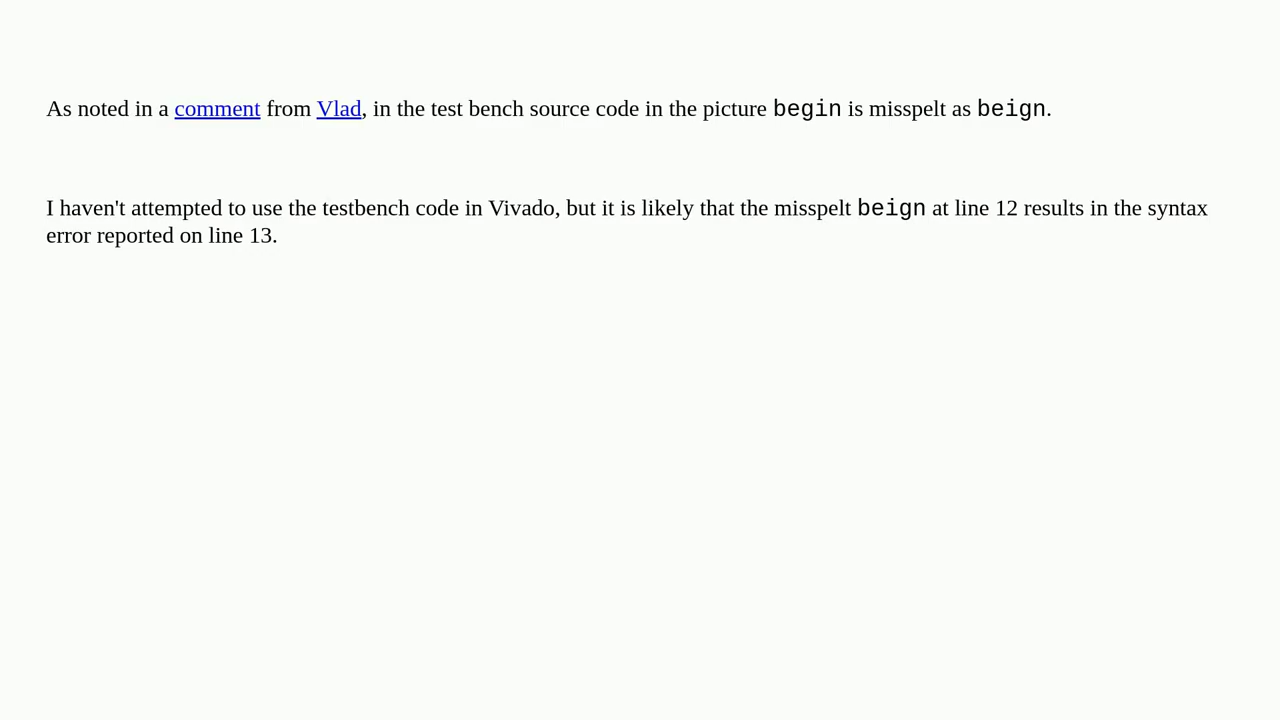 As noted in a comment from Vlad, in the test bench source code in the picture begin is misspelt as beign.
I haven't attempted to use the testbench code in Vivado, but it is likely that the misspelt beign at line 12 results in the syntax
error reported on line 13.